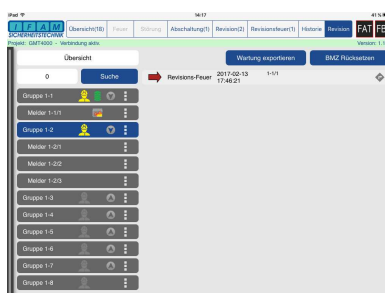 iPad 14:17 41 %
IFAM
SICHERHEITSTECHNIK
Übersicht(18) Feuer Störung Abschaltung(1) Revision(2) Revisionsfeuer(1) Historie Revision FAT FB
Projekt: GMT4000 - Verbindung aktiv. Version: 1.1
Übersicht Wartung exportieren BMZ Rücksetzen
0 Suche
Revisions-Feuer 2017-02-13 1-1/1
17:46:21
Gruppe 1-1
Melder 1-1/1
Gruppe 1-2
Melder 1-2/1
Melder 1-2/2
Melder 1-2/3
Gruppe 1-3
Gruppe 1-4
Gruppe 1-5
Gruppe 1-6
Gruppe 1-7
Gruppe 1-8